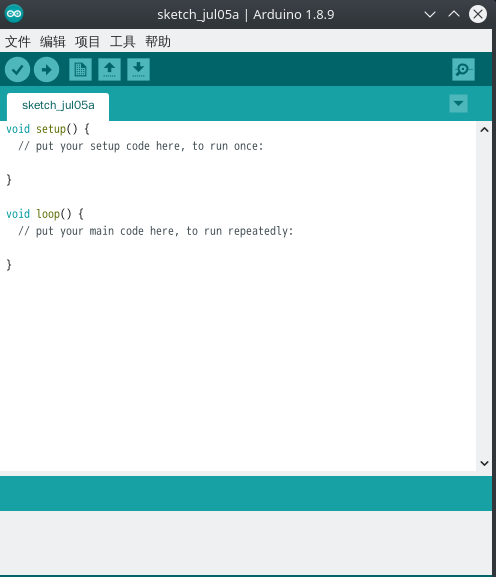 sketch_jul05a | Arduino 1.8.9
文件 编辑 项目 工具 帮助
sketch_jul05a
void setup() {
  // put your setup code here, to run once:
}
void loop() {
  // put your main code here, to run repeatedly:
}